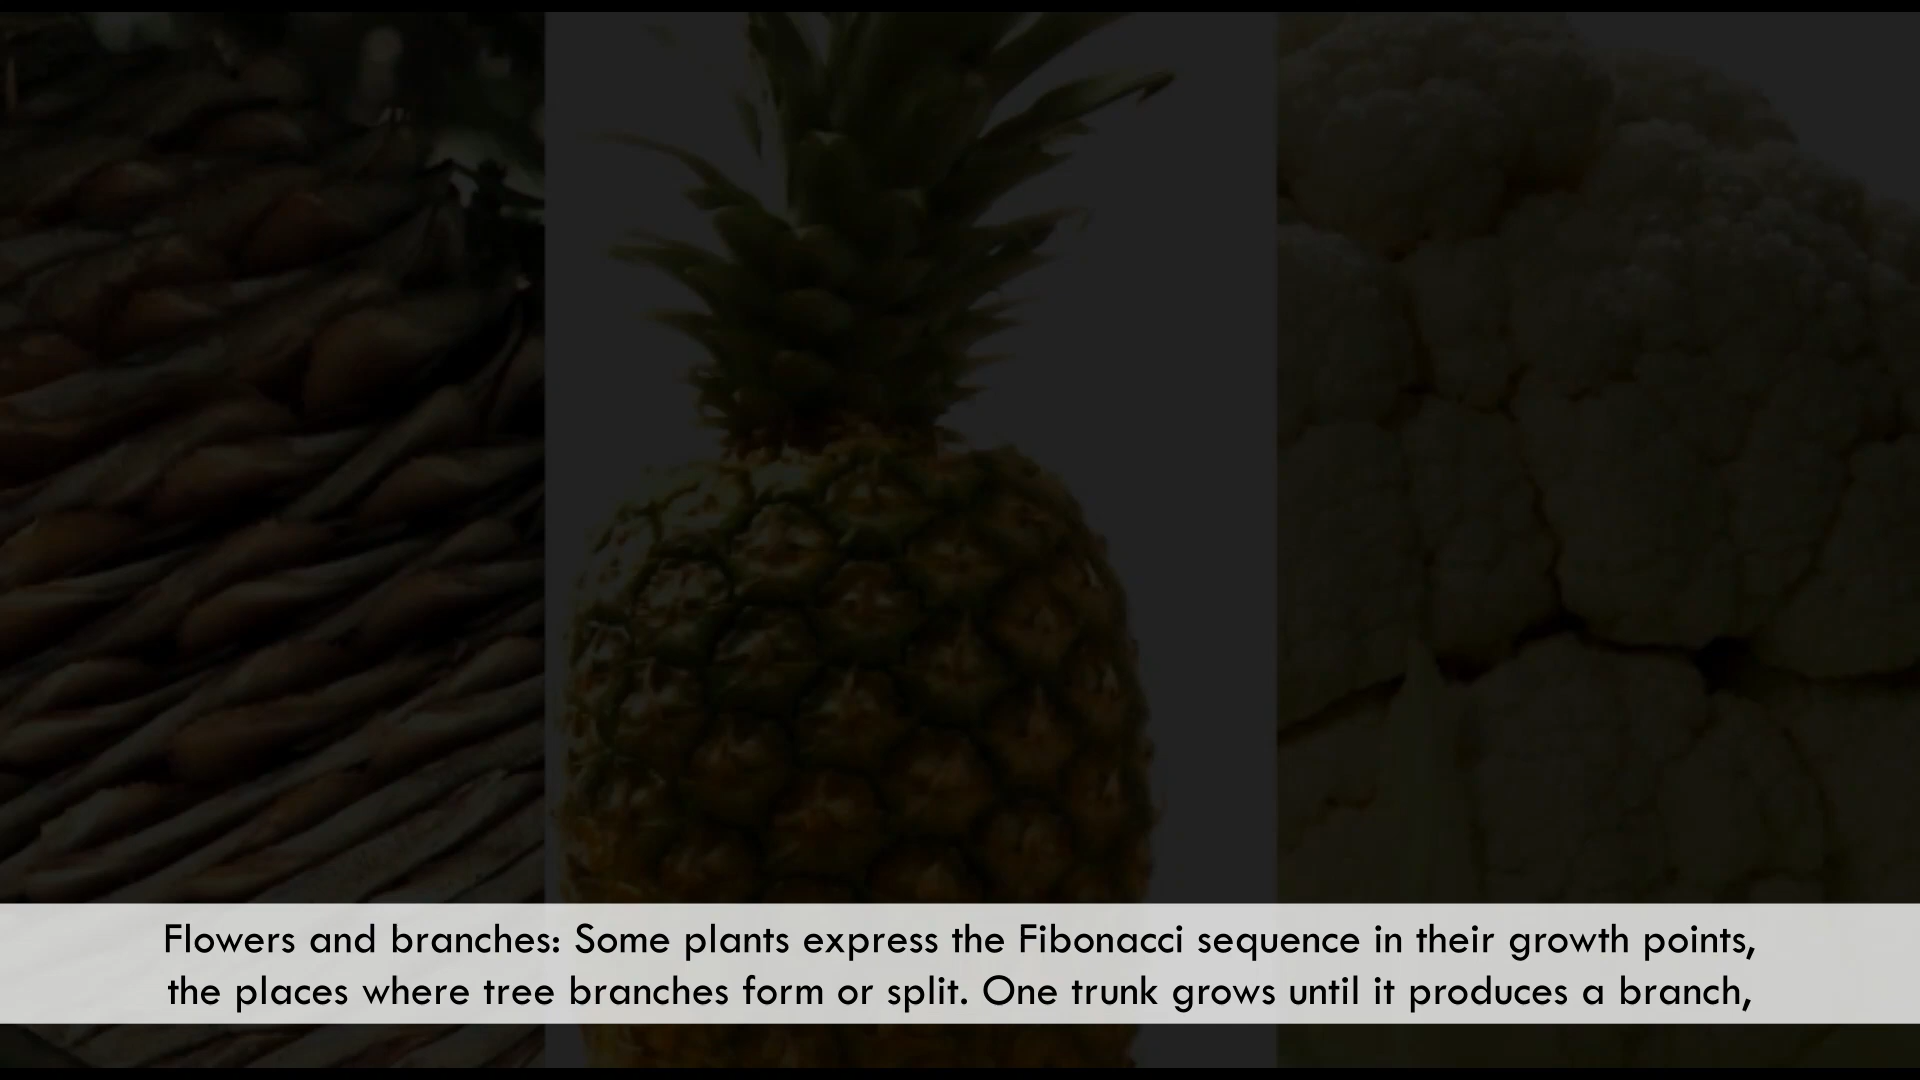 Flowers and branches: Some plants express the Fibonacci sequence in their growth points,
the places where tree branches form or split. One trunk grows until it produces a branch,